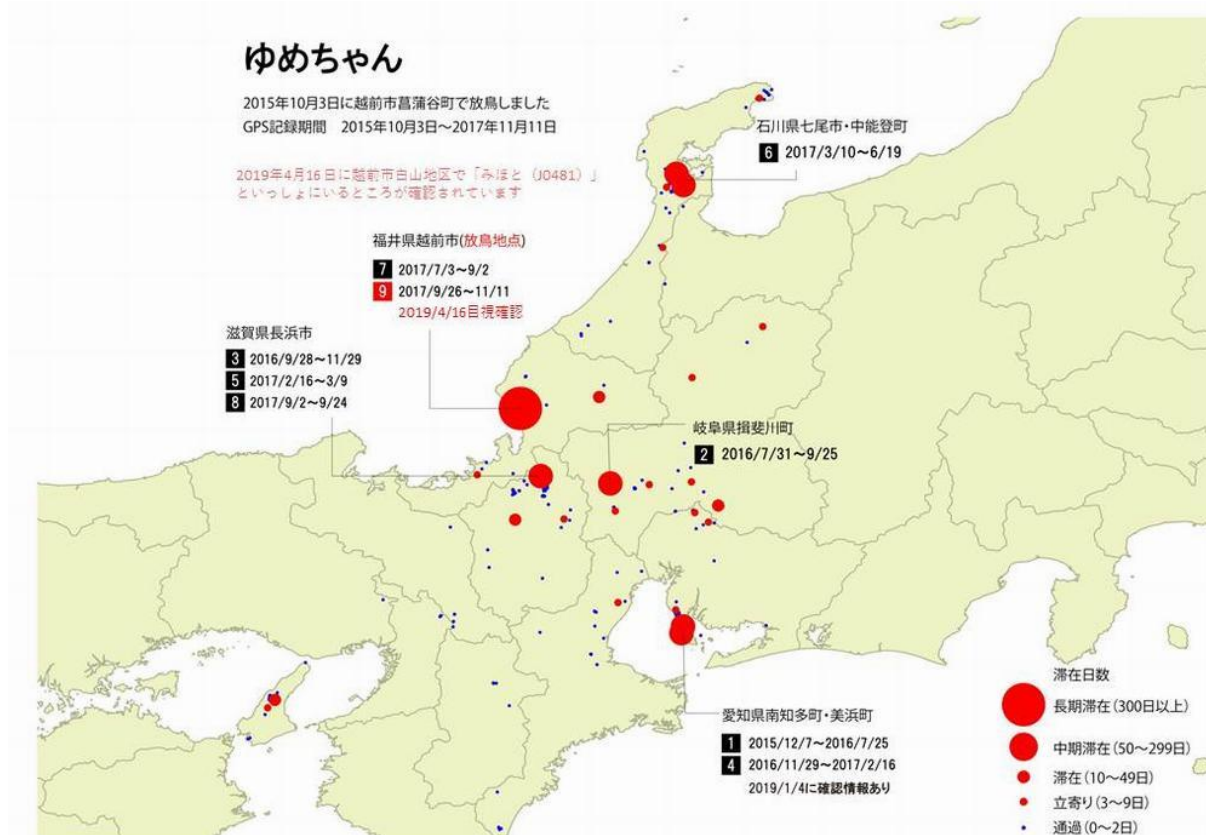 ゆめちゃん
2015年10月3日に越前市菖蒲谷町で放鳥しました
GPS記録期間 2015年10月3日～2017年11月11日
2019年4月16日に越前市白山地区で「みほと（J0481）」
といっしょにいるところが確認されています
石川県七尾市・中能登町
6 2017/3/10～6/19
福井県越前市(放鳥地点)
7 2017/7/3～9/2
9 2017/9/26～11/11
2019/4/16目視確認
滋賀県長浜市
3 2016/9/28～11/29
5 2017/2/16～3/9
8 2017/9/2～9/24
岐阜県揖斐川町
2 2016/7/31～9/25
愛知県南知多町・美浜町
1 2015/12/7～2016/7/25
4 2016/11/29～2017/2/16
2019/1/4に確認情報あり
滞在日数
長期滞在（300日以上）
中期滞在（50～299日）
滞在（10～49日）
立寄り（3～9日）
通過（0～2日）